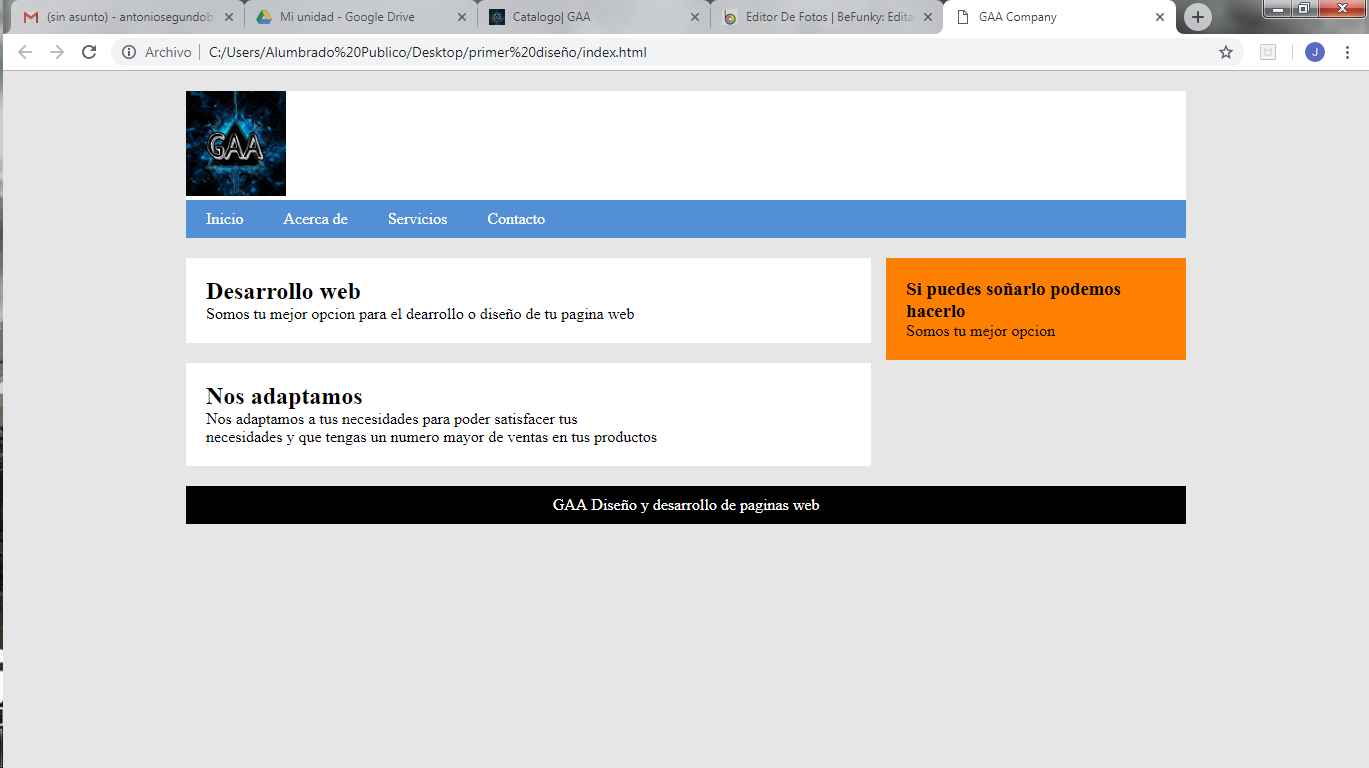 (sin asunto) - antoniosegundob
Mi unidad - Google Drive
Catalogo| GAA
Editor De Fotos | BeFunky: Edita
GAA Company
Archivo
C:/Users/Alumbrado%20Publico/Desktop/primer%20diseño/index.html
J
GAA
Inicio
Acerca de
Servicios
Contacto
Desarrollo web
Somos tu mejor opcion para el dearrollo o diseño de tu pagina web
Si puedes soñarlo podemos
hacerlo
Somos tu mejor opcion
Nos adaptamos
Nos adaptamos a tus necesidades para poder satisfacer tus
necesidades y que tengas un numero mayor de ventas en tus productos
GAA Diseño y desarrollo de paginas web